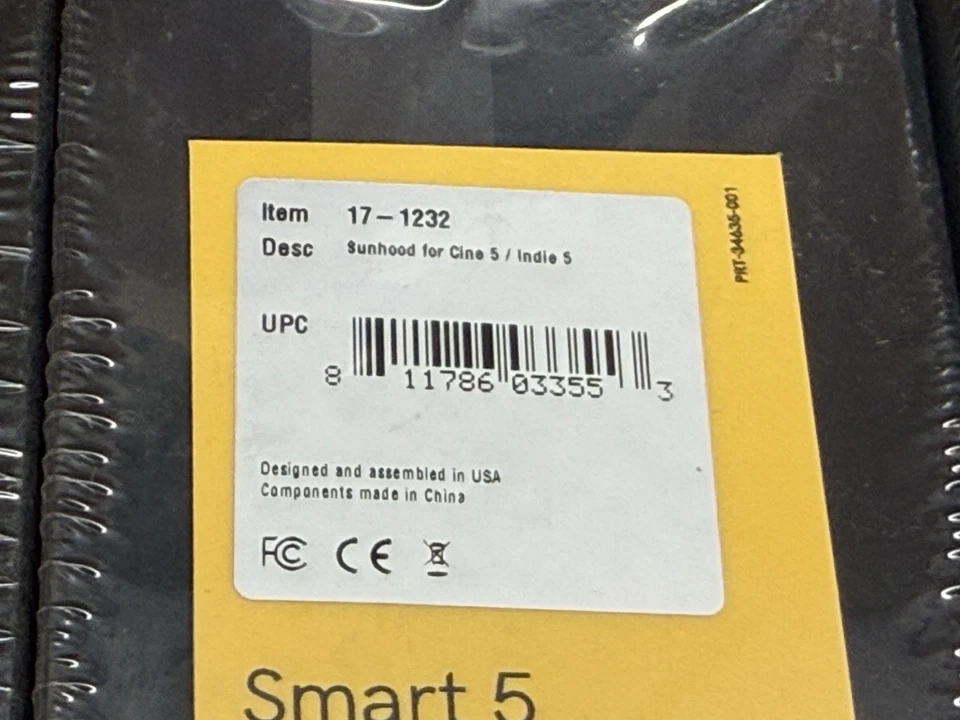 Item 17-1232
Desc Sunhood for Cine 5 / Indie 5
PRT-34635-001
UPC
8 11786 03355 3
Designed and assembled in USA
Components made in China
FC CE
Smart 5